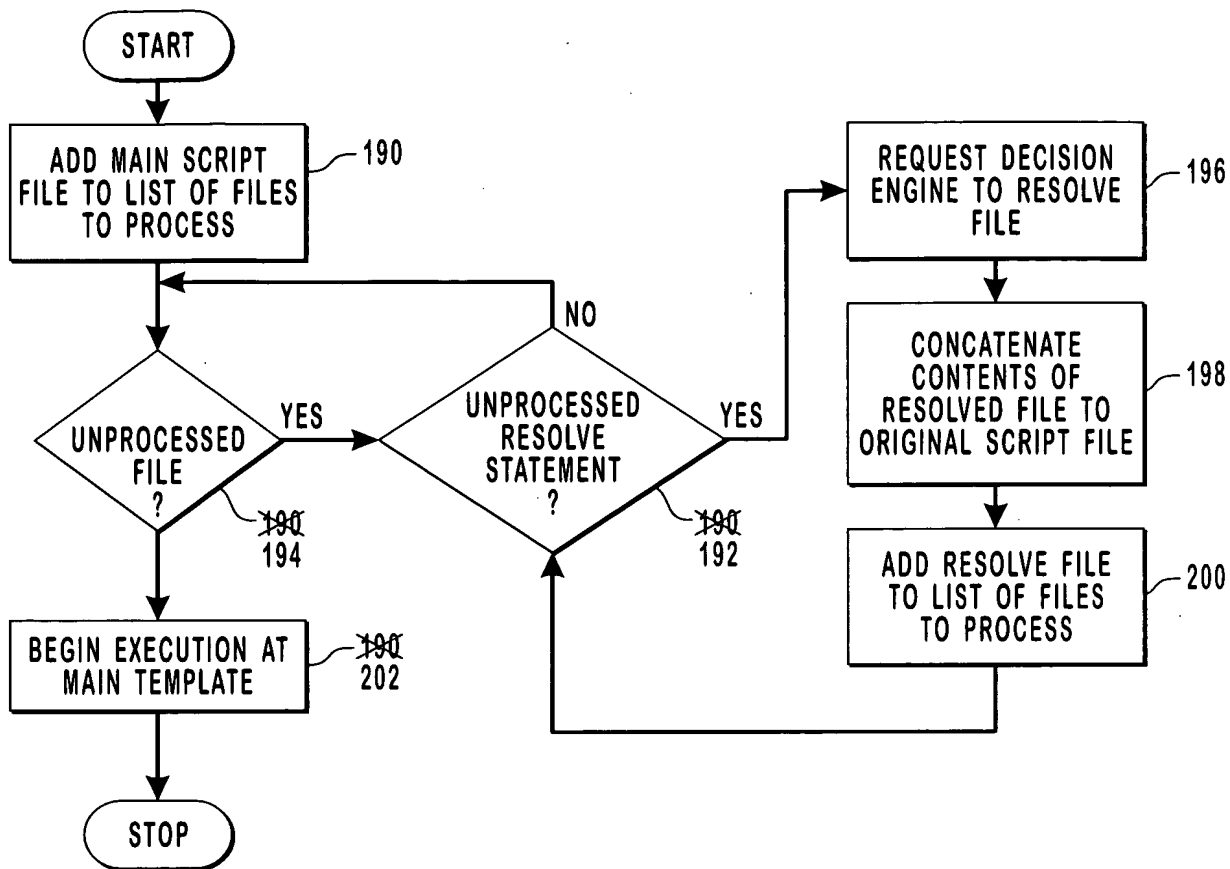 START
ADD MAIN SCRIPT
FILE TO LIST OF FILES
TO PROCESS
190
UNPROCESSED
FILE
?
YES
190
194
BEGIN EXECUTION AT
MAIN TEMPLATE
190
202
STOP
NO
UNPROCESSED
RESOLVE
STATEMENT
?
YES
190
192
REQUEST DECISION
ENGINE TO RESOLVE
FILE
196
CONCATENATE
CONTENTS OF
RESOLVED FILE TO
ORIGINAL SCRIPT FILE
198
ADD RESOLVE FILE
TO LIST OF FILES
TO PROCESS
200